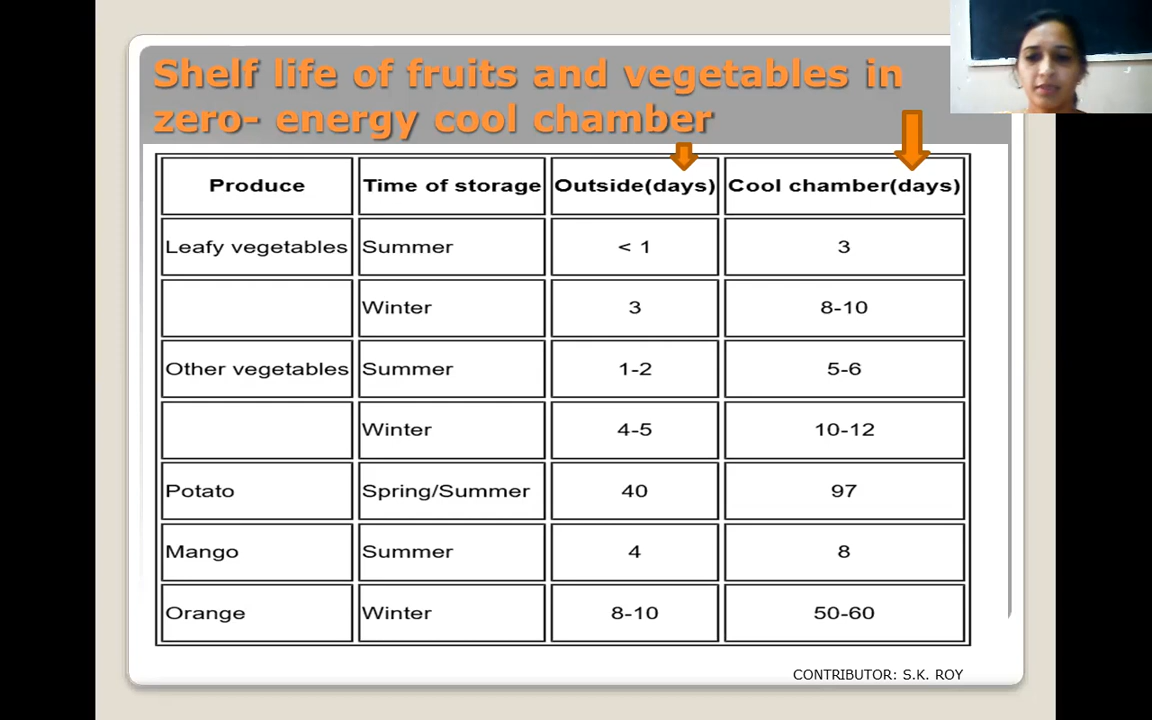 Shelf life of fruits and vegetables in
zero- energy cool chamber
Produce Time of storage Outside(days) Cool chamber(days)
Leafy vegetables Summer < 1 3
Winter 3 8-10
Other vegetables Summer 1-2 5-6
Winter 4-5 10-12
Potato Spring/Summer 40 97
Mango Summer 4 8
Orange Winter 8-10 50-60
CONTRIBUTOR: S.K. ROY